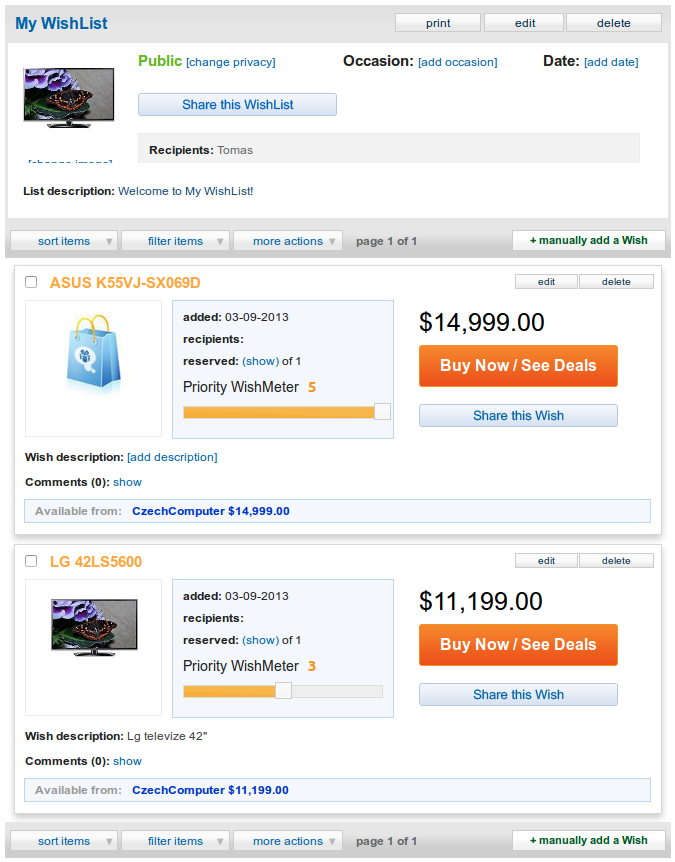 My WishList print edit delete
Public [change privacy] Occasion: [add occasion] Date: [add date]
Share this WishList
Recipients: Tomas
[change image]
List description: Welcome to My WishList!
sort items filter items more actions page 1 of 1 + manually add a Wish
ASUS K55VJ-SX069D edit delete
added: 03-09-2013
recipients:
reserved: (show) of 1
Priority WishMeter 5
$14,999.00
Buy Now / See Deals
Share this Wish
Wish description: [add description]
Comments (0): show
Available from: CzechComputer $14,999.00
LG 42LS5600 edit delete
added: 03-09-2013
recipients:
reserved: (show) of 1
Priority WishMeter 3
$11,199.00
Buy Now / See Deals
Share this Wish
Wish description: Lg televize 42"
Comments (0): show
Available from: CzechComputer $11,199.00
sort items filter items more actions page 1 of 1 + manually add a Wish